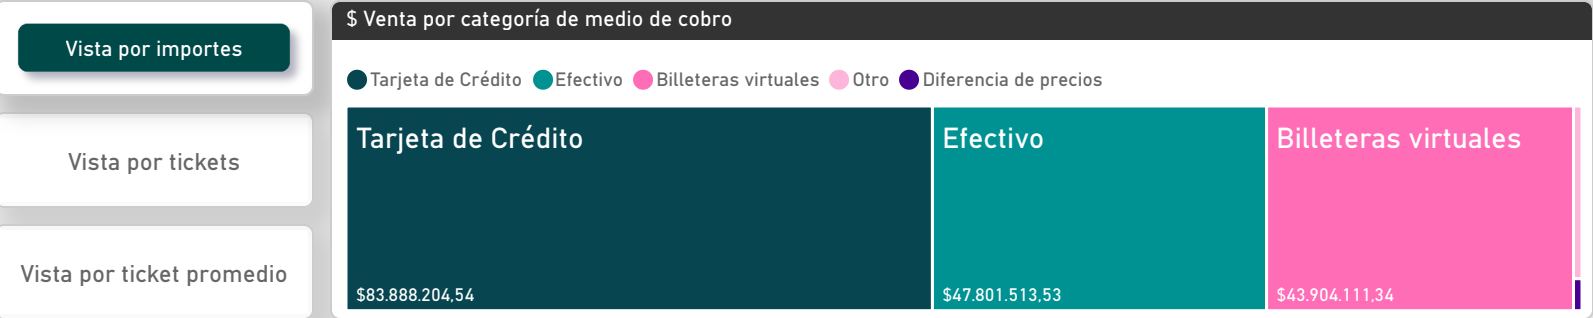 Vista por importes
Vista por tickets
Vista por ticket promedio
$ Venta por categoría de medio de cobro
Tarjeta de Crédito Efectivo Billeteras virtuales Otro Diferencia de precios
Tarjeta de Crédito
$83.888.204,54
Efectivo
$47.801.513,53
Billeteras virtuales
$43.904.111,34